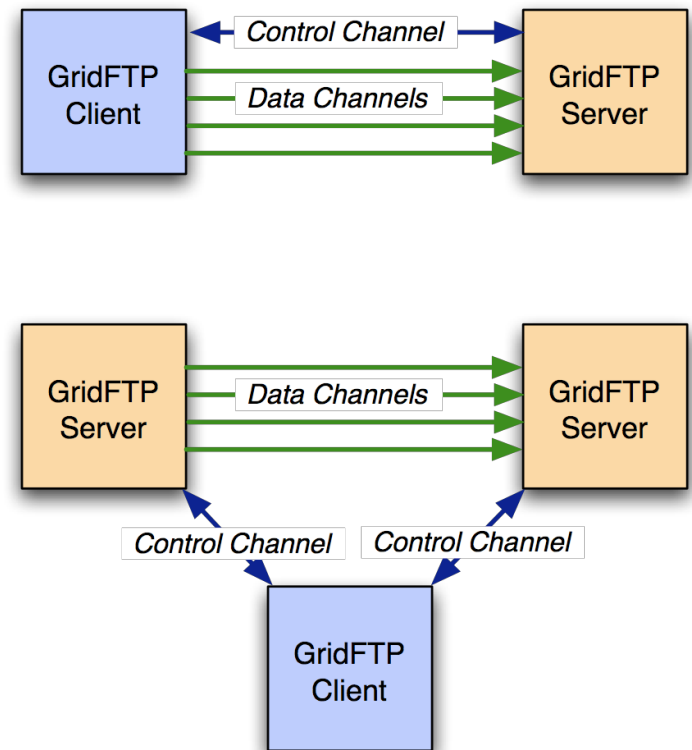 Control Channel
GridFTP
Client
Data Channels
GridFTP
Server
GridFTP
Server
Data Channels
GridFTP
Server
Control Channel
Control Channel
GridFTP
Client